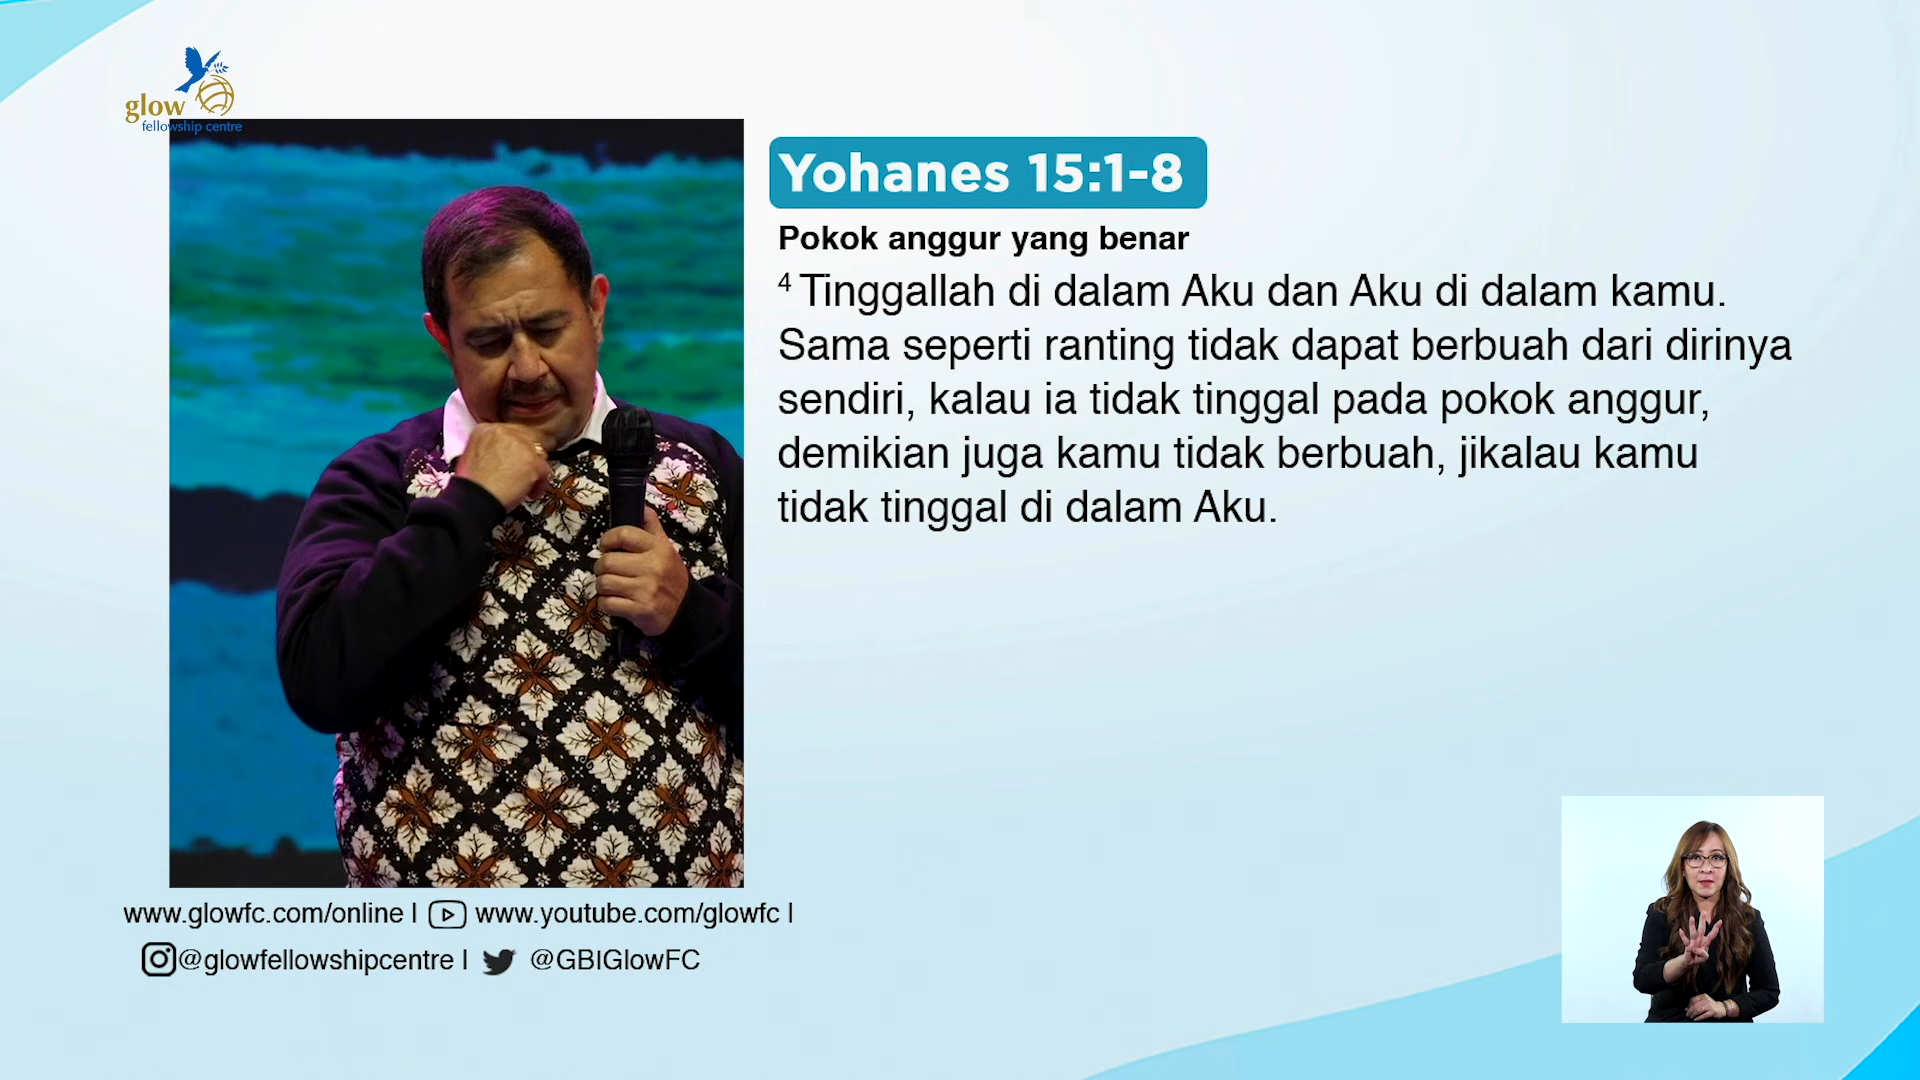 glow
fellowship centre
Yohanes 15:1-8
Pokok anggur yang benar
4 Tinggallah di dalam Aku dan Aku di dalam kamu.
Sama seperti ranting tidak dapat berbuah dari dirinya
sendiri, kalau ia tidak tinggal pada pokok anggur,
demikian juga kamu tidak berbuah, jikalau kamu
tidak tinggal di dalam Aku.
www.glowfc.com/online | www.youtube.com/glowfc |
@glowfellowshipcentre | @GBIGlowFC